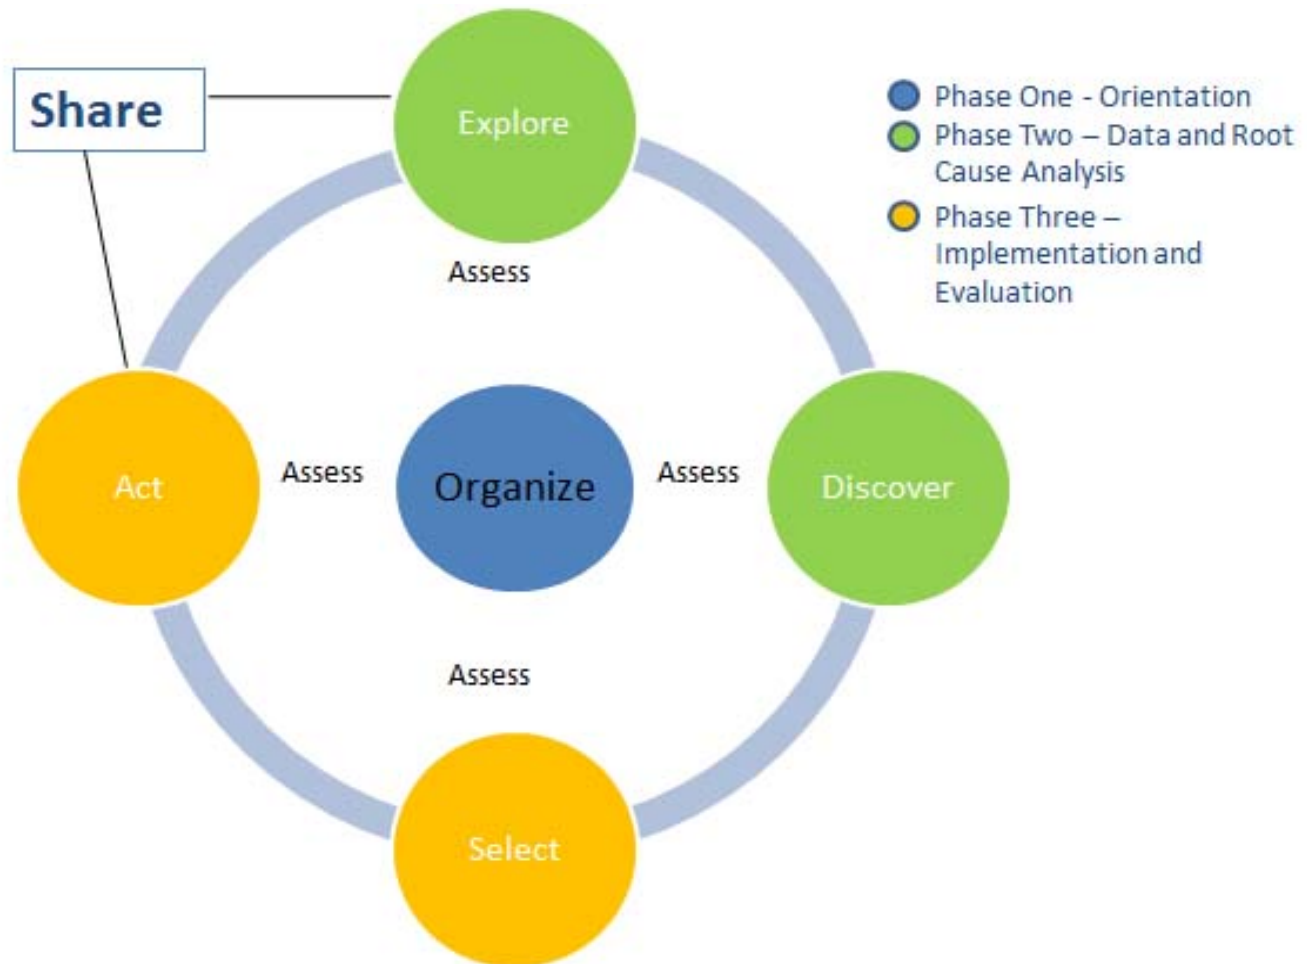 Share
Explore
Phase One - Orientation
Phase Two – Data and Root
Cause Analysis
Phase Three –
Implementation and
Evaluation
Assess
Act
Assess
Organize
Assess
Discover
Assess
Select